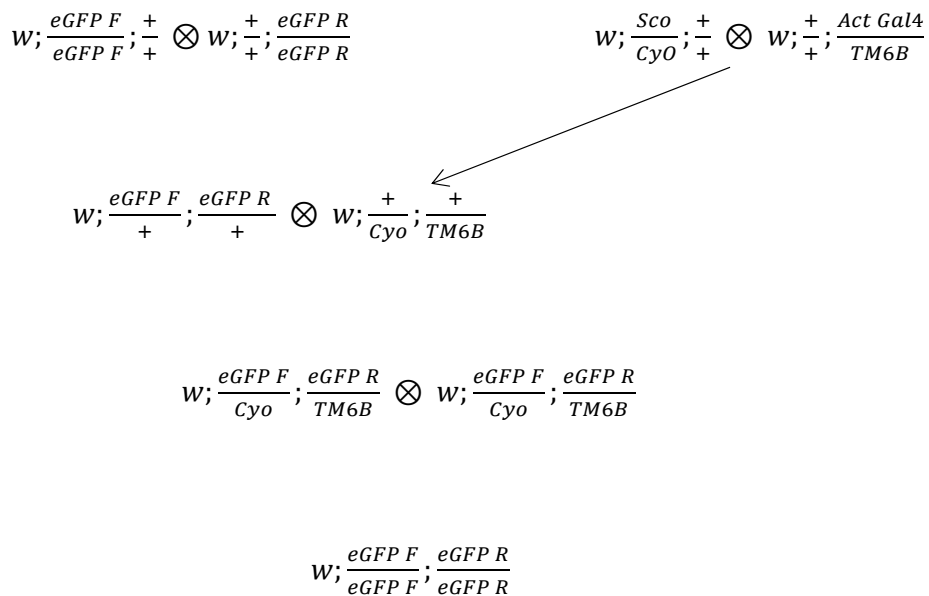 w; eGFP F / eGFP F ; + / + ⊗ w; + / + ; eGFP R / eGFP R    w; Sco / CyO ; + / + ⊗ w; + / + ; Act Gal4 / TM6B
w; eGFP F / + ; eGFP R / + ⊗ w; + / Cyo ; + / TM6B
w; eGFP F / Cyo ; eGFP R / TM6B ⊗ w; eGFP F / Cyo ; eGFP R / TM6B
w; eGFP F / eGFP F ; eGFP R / eGFP R